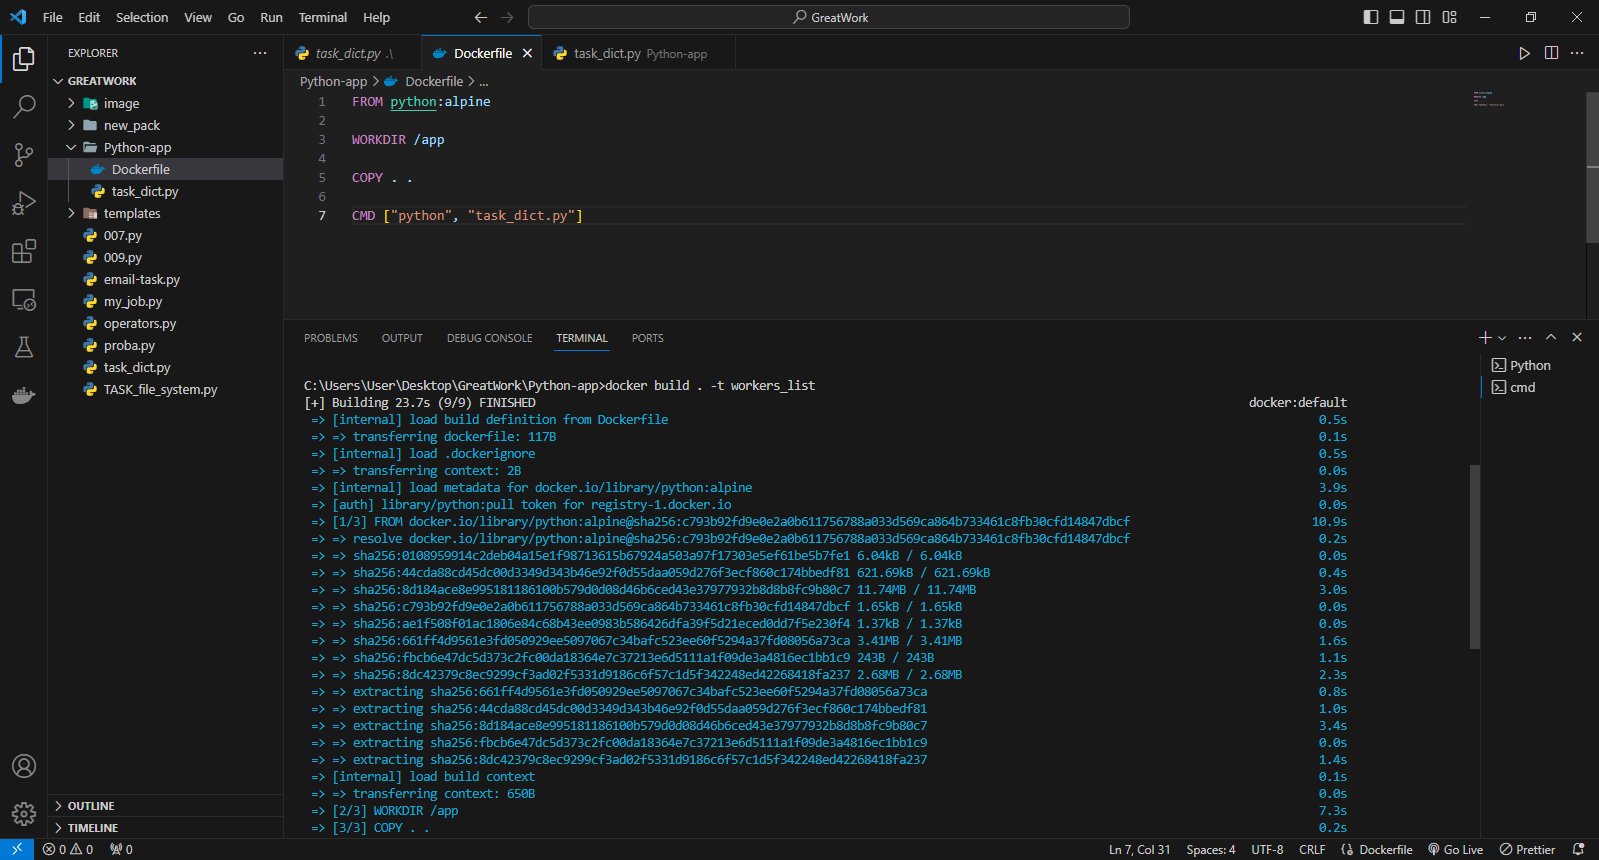 File Edit Selection View Go Run Terminal Help
GreatWork
EXPLORER
GREATWORK
image
new_pack
Python-app
Dockerfile
task_dict.py
templates
007.py
009.py
email-task.py
my_job.py
operators.py
proba.py
task_dict.py
TASK_file_system.py
OUTLINE
TIMELINE
task_dict.py .\
Dockerfile
task_dict.py Python-app
Python-app > Dockerfile > ...
1 FROM python:alpine
2
3 WORKDIR /app
4
5 COPY . .
6
7 CMD ["python", "task_dict.py"]
PROBLEMS OUTPUT DEBUG CONSOLE TERMINAL PORTS
Python
cmd
C:\Users\User\Desktop\GreatWork\Python-app>docker build . -t workers_list
[+] Building 23.7s (9/9) FINISHED docker:default
=> [internal] load build definition from Dockerfile 0.5s
=> => transferring dockerfile: 117B 0.1s
=> [internal] load .dockerignore 0.5s
=> => transferring context: 2B 0.0s
=> [internal] load metadata for docker.io/library/python:alpine 3.9s
=> [auth] library/python:pull token for registry-1.docker.io 0.0s
=> [1/3] FROM docker.io/library/python:alpine@sha256:c793b92fd9e0e2a0b611756788a033d569ca864b733461c8fb30cfd14847dbcf 10.9s
=> => resolve docker.io/library/python:alpine@sha256:c793b92fd9e0e2a0b611756788a033d569ca864b733461c8fb30cfd14847dbcf 0.2s
=> => sha256:0108959914c2deb04a15e1f98713615b67924a503a97f17303e5ef61be5b7fe1 6.04kB / 6.04kB 0.0s
=> => sha256:44cda88cd45dc00d3349d343b46e92f0d55daa059d276f3ecf860c174bbedf81 621.69kB / 621.69kB 0.4s
=> => sha256:8d184ace8e995181186100b579d0d08d46b6ced43e37977932b8d8b8fc9b80c7 11.74MB / 11.74MB 3.0s
=> => sha256:c793b92fd9e0e2a0b611756788a033d569ca864b733461c8fb30cfd14847dbcf 1.65kB / 1.65kB 0.0s
=> => sha256:ae1f508f01ac1806e84c68b43ee0983b586426dfa39f5d21eced0dd7f5e230f4 1.37kB / 1.37kB 0.0s
=> => sha256:661ff4d9561e3fd050929ee5097067c34bafc523ee60f5294a37fd08056a73ca 3.41MB / 3.41MB 1.6s
=> => sha256:fbcb6e47dc5d373c2fc00da18364e7c37213e6d5111a1f09de3a4816ec1bb1c9 243B / 243B 1.1s
=> => sha256:8dc42379c8ec9299cf3ad02f5331d9186c6f57c1d5f342248ed42268418fa237 2.68MB / 2.68MB 2.3s
=> => extracting sha256:661ff4d9561e3fd050929ee5097067c34bafc523ee60f5294a37fd08056a73ca 0.8s
=> => extracting sha256:44cda88cd45dc00d3349d343b46e92f0d55daa059d276f3ecf860c174bbedf81 1.0s
=> => extracting sha256:8d184ace8e995181186100b579d0d08d46b6ced43e37977932b8d8b8fc9b80c7 3.4s
=> => extracting sha256:fbcb6e47dc5d373c2fc00da18364e7c37213e6d5111a1f09de3a4816ec1bb1c9 0.0s
=> => extracting sha256:8dc42379c8ec9299cf3ad02f5331d9186c6f57c1d5f342248ed42268418fa237 1.4s
=> [internal] load build context 0.1s
=> => transferring context: 650B 0.0s
=> [2/3] WORKDIR /app 7.3s
=> [3/3] COPY . . 0.2s
0 0 0 Ln 7, Col 31 Spaces: 4 UTF-8 CRLF Dockerfile Go Live Prettier